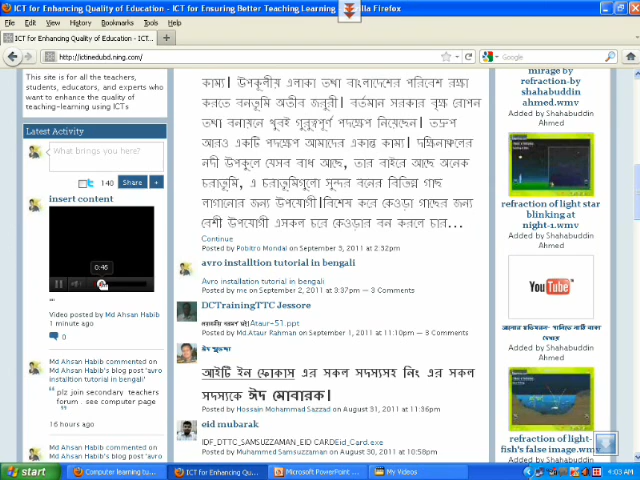 ICT for Enhancing Quality of Education - ICT for Ensuring Better Teaching Learning
lla Firefox
File Edit View History Bookmarks Tools Help
ICT for Enhancing Quality of Education - ICT...
http://ictinedubd.ning.com/
Google
This site is for all the teachers,
students, educators, and experts who
want to enhance the quality of
teaching-learning using ICTs
Latest Activity
What brings you here?
140
Share
insert content
0:46
Video posted by Md Ahsan Habib
1 minute ago
0
Md Ahsan Habib commented on
Md Ahsan Habib's blog post 'avro
installtion tutorial in bengali'
plz join secondary teachers
forum . see computer page
16 hours ago
Md Ahsan Habib commented on
Md Ahsan Habib's blog post 'avro
কাম্য। উপকূলীয় এলাকা তথা বাংলাদেশের পরিবেশ রক্ষা
করতে বনভূমি অতীব জরুরী। বর্তমান সরকার বৃক্ষ রোপন
তথা বনায়নে খুবই গুরুত্বপূর্ণ পদক্ষেপ নিয়েছেন। তদ্রুপ
আরও একটি পদক্ষেপ আমাদের একান্ত কাম্য। দক্ষিনাঞ্চলের
নদী উপকুলে যেসব বাধ আছে, তার বাইরে আছে অনেক
চরাভূমি, এ চরাভূমিগুলো সুন্দর বনের বিভিন্ন গাছ
লাগানোর জন্য উপযোগী।বিশেষ করে কেওড়া গাছের জন্য
বেশী উপযোগী এসকল চরে কেওড়ার বন করলে চার...
Continue
Posted by Pobitro Mondal on September 3, 2011 at 2:32pm
avro installtion tutorial in bengali
Avro installation tutorial in bengali
Posted by me on September 2, 2011 at 3:37pm — 3 Comments
DCTrainingTTC Jessore
Ataur-51.ppt
Posted by Md.Ataur Rahman on September 1, 2011 at 11:10pm — 3 Comments
ঈদ শুভেচ্ছা
আইটি ইন ফোকাস এর সকল সদস্যসহ নিং এর সকল
সদস্যকে ঈদ মোবারক।
Posted by Hossain Mohammad Sazzad on August 31, 2011 at 11:36pm
eid mubarak
IDF_DTTC_SAMSUZZAMAN_EID CARDEid_Card.exe
Posted by Muhammed Samsuzzaman on August 30, 2011 at 10:58pm
mirage by
refraction-by
shahabuddin
ahmed.wmv
Added by Shahabuddin
Ahmed
refraction of light star
blinking at
night-1.wmv
Added by Shahabuddin
Ahmed
YouTube
Added by Shahabuddin
Ahmed
refraction of light-
fish's false image.wmv
start
Computer learning tu...
ICT for Enhancing Qu...
Microsoft PowerPoint ...
My Videos
4:03 AM